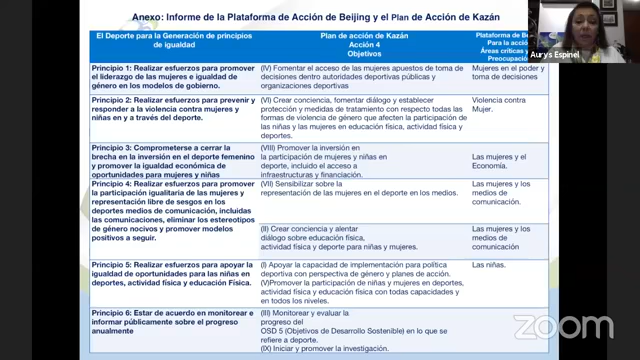 Anexo: Informe de la Plataforma de Acción de Beijing y el Plan de Acción de Kazán
El Deporte para la Generación de principios
de igualdad
Plan de acción de Kazán
Acción 4
Objetivos
Plataforma de Be
Para la acció
Áreas críticas y
Preocupació
Aurys Espinel
Principio 1: Realizar esfuerzos para promover
el liderazgo de las mujeres e igualdad de
género en los modelos de gobierno.
(IV) Fomentar el acceso de las mujeres apuestos de toma de
decisiones dentro autoridades deportivas públicas y
organizaciones deportivas
Mujeres en el poder y
toma de decisiones
Principio 2: Realizar esfuerzos para prevenir y
responder a la violencia contra mujeres y
niñas en y a través del deporte.
(VI) Crear conciencia, fomentar diálogo y establecer
protección y medidas de tratamiento con respecto todas las
formas de violencia de género que afecten la participación
de las niñas y las mujeres en educación física, actividad física y
deportes.
Violencia contra
Mujer.
Principio 3: Comprometerse a cerrar la
brecha en la inversión en el deporte femenino
y promover la igualdad económica de
oportunidades para mujeres y niñas
(VIII) Promover la inversión en
la participación de mujeres y niñas en
deporte, incluido el acceso a
infraestructuras y financiación.
Las mujeres y el
Economía.
Principio 4: Realizar esfuerzos para promover
la participación igualitaria de las mujeres y
representación libre de sesgos en los
deportes medios de comunicación, incluidas
las comunicaciones, eliminar los estereotipos
de género nocivos y promover modelos
positivos a seguir.
(VII) Sensibilizar sobre la
representación de las mujeres en el deporte en los medios.
Las mujeres y los
medios de
comunicación.
(II) Crear conciencia y alentar
diálogo sobre educación física,
actividad física y deporte para niñas y mujeres.
Las mujeres y los
medios de
comunicación
Principio 5: Realizar esfuerzos para apoyar la
igualdad de oportunidades para las niñas en
deportes, actividad física y educación Física.
(I) Apoyar la capacidad de implementación para política
deportiva con perspectiva de género y planes de acción.
(V)Promover la participación de niñas y mujeres en deportes,
actividad física y educación física con todas capacidades y
en todos los niveles.
Las niñas.
Principio 6: Estar de acuerdo en monitorear e
informar públicamente sobre el progreso
anualmente
(III) Monitorear y evaluar la
progreso del
OSD 5 (Objetivos de Desarrollo Sostenible) en lo que se
refiere a deporte.
(IX) Iniciar y promover la investigación.
zoom